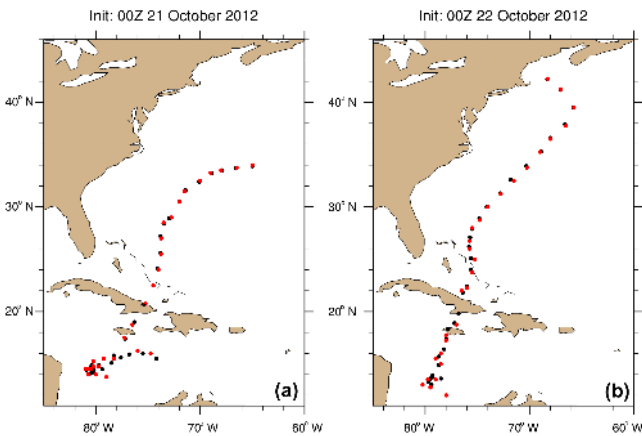 Init: 00Z 21 October 2012
Init: 00Z 22 October 2012
40° N
30° N
20° N
(a)
80° W
70° W
60° W
40° N
30° N
20° N
(b)
80° W
70° W
60° W